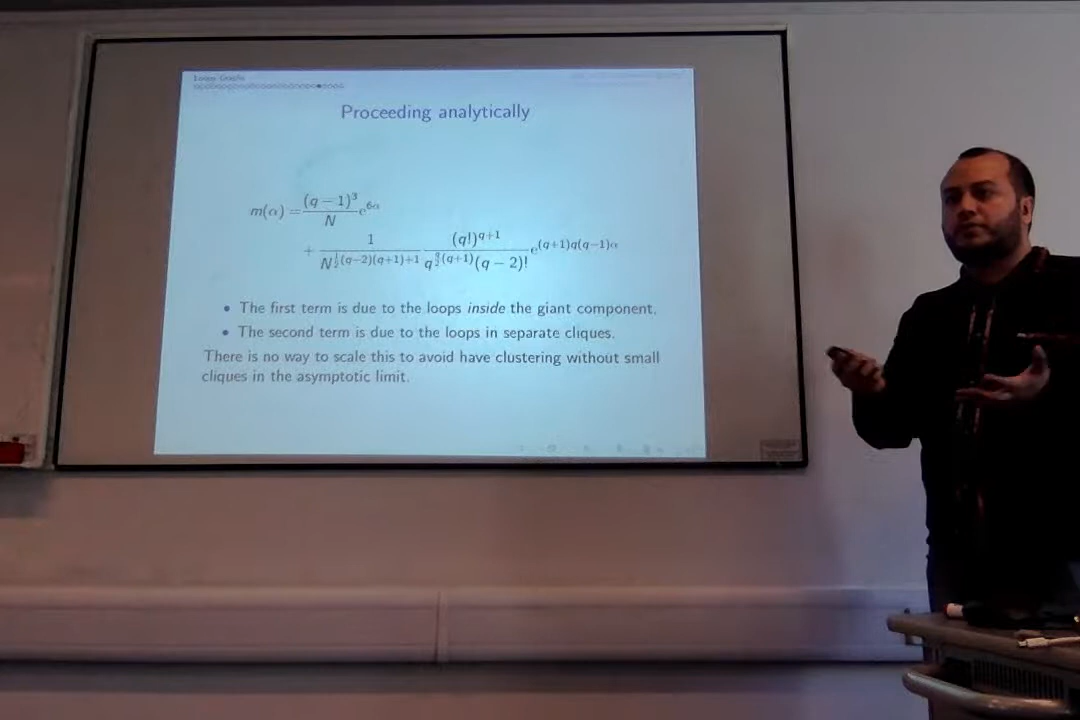 Loopy Graphs
Proceeding analytically
m(α) = (q − 1)³ / N e^{6α}
+ 1 / N^{½(q−2)(q+1)+1} (q!)^{q+1} / q^{q/2(q+1)}(q − 2)! e^{(q+1)q(q−1)α}
• The first term is due to the loops inside the giant component.
• The second term is due to the loops in separate cliques.
There is no way to scale this to avoid have clustering without small
cliques in the asymptotic limit.